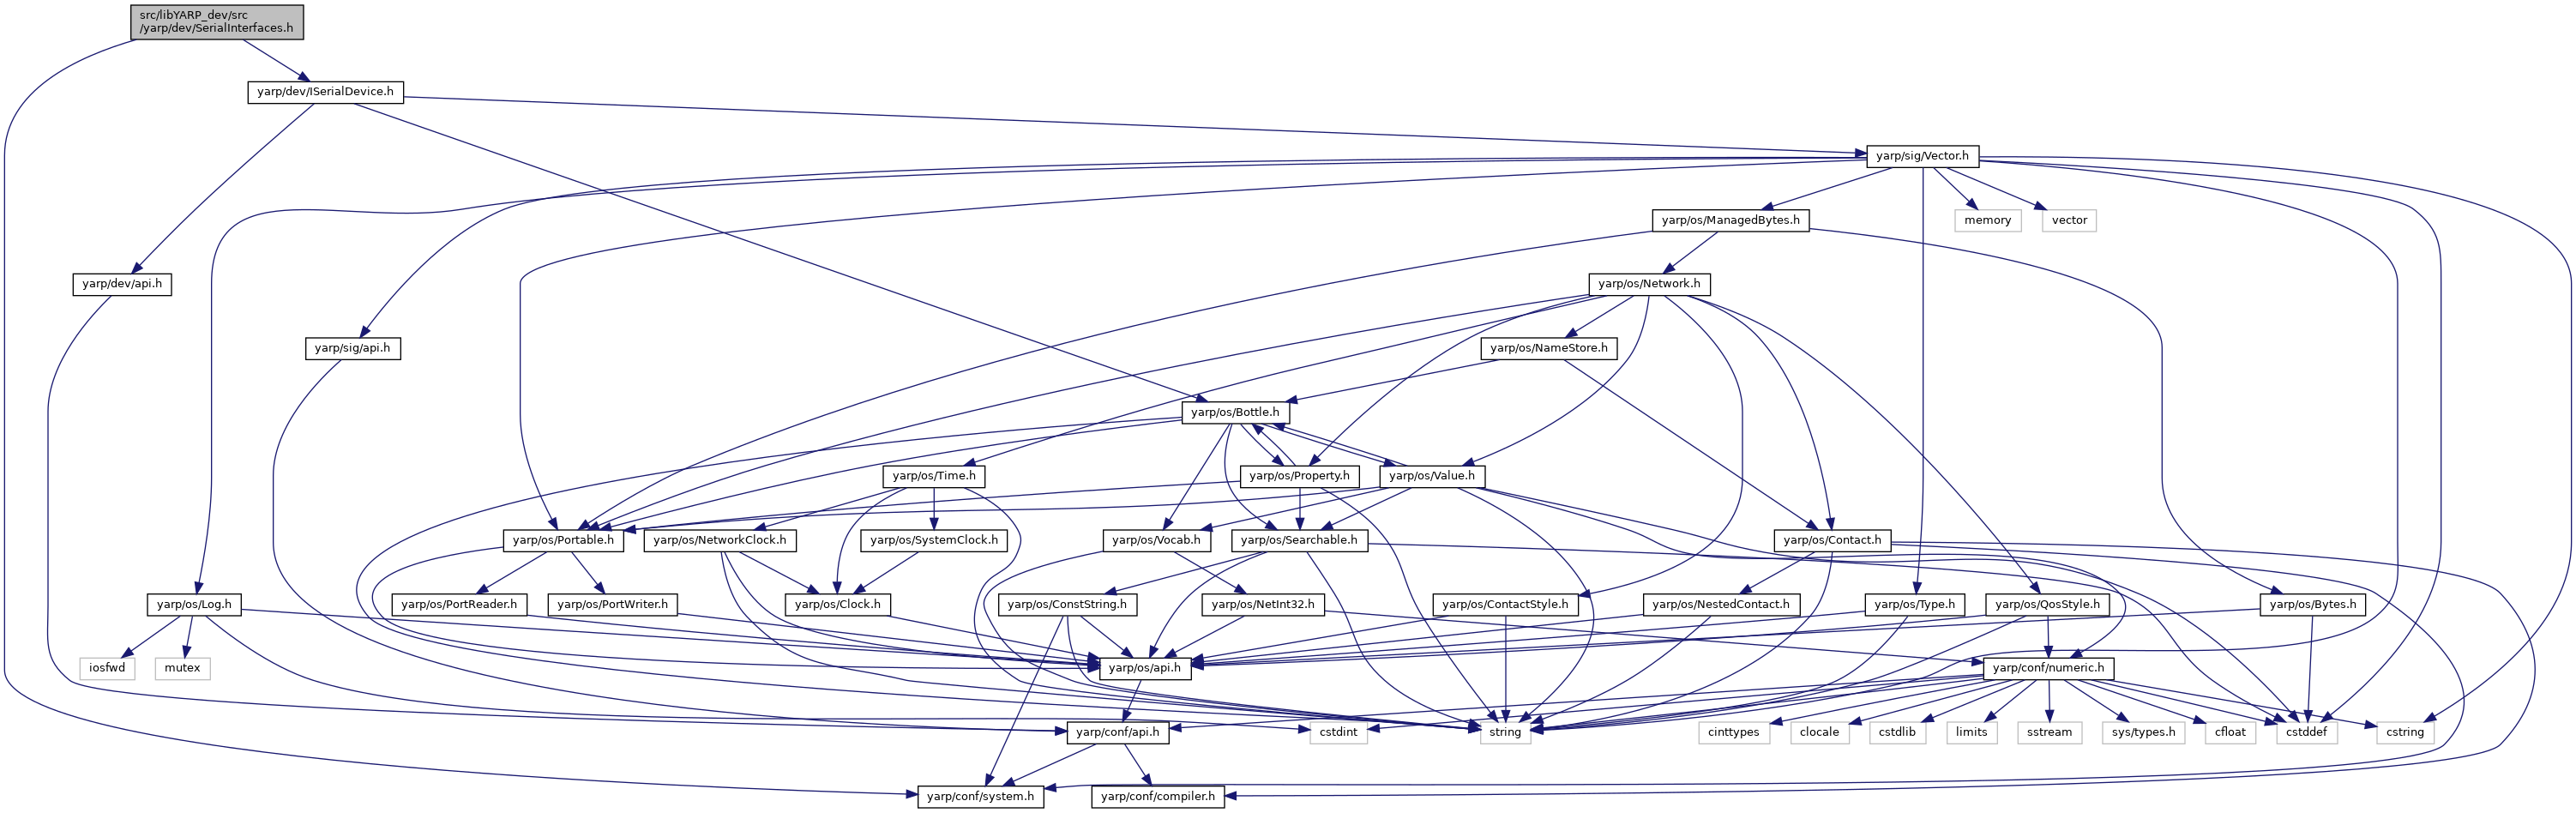 src/libYARP_dev/src
/yarp/dev/SerialInterfaces.h
yarp/dev/ISerialDevice.h
yarp/sig/Vector.h
yarp/os/ManagedBytes.h
memory
vector
yarp/dev/api.h
yarp/os/Network.h
yarp/sig/api.h
yarp/os/NameStore.h
yarp/os/Bottle.h
yarp/os/Time.h
yarp/os/Property.h
yarp/os/Value.h
yarp/os/Portable.h
yarp/os/NetworkClock.h
yarp/os/SystemClock.h
yarp/os/Vocab.h
yarp/os/Searchable.h
yarp/os/Contact.h
yarp/os/Log.h
yarp/os/PortReader.h
yarp/os/PortWriter.h
yarp/os/Clock.h
yarp/os/ConstString.h
yarp/os/NetInt32.h
yarp/os/ContactStyle.h
yarp/os/NestedContact.h
yarp/os/Type.h
yarp/os/QosStyle.h
yarp/os/Bytes.h
iosfwd
mutex
yarp/os/api.h
yarp/conf/numeric.h
yarp/conf/api.h
cstdint
string
cinttypes
clocale
cstdlib
limits
sstream
sys/types.h
cfloat
cstddef
cstring
yarp/conf/system.h
yarp/conf/compiler.h